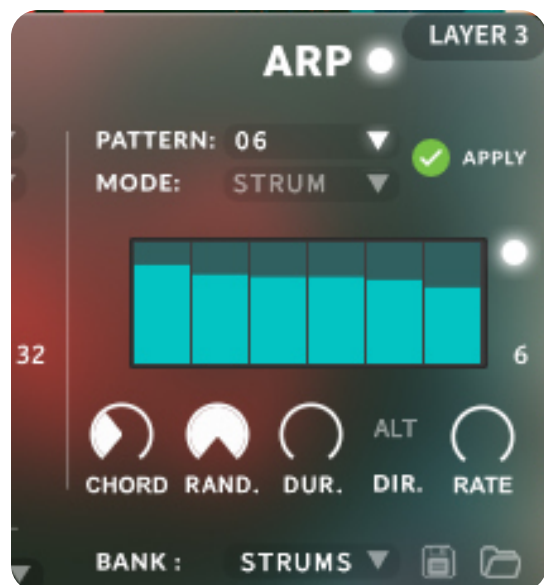 LAYER 3
ARP
PATTERN: 06
APPLY
MODE: STRUM
32
6
ALT
CHORD RAND. DUR. DIR. RATE
BANK : STRUMS